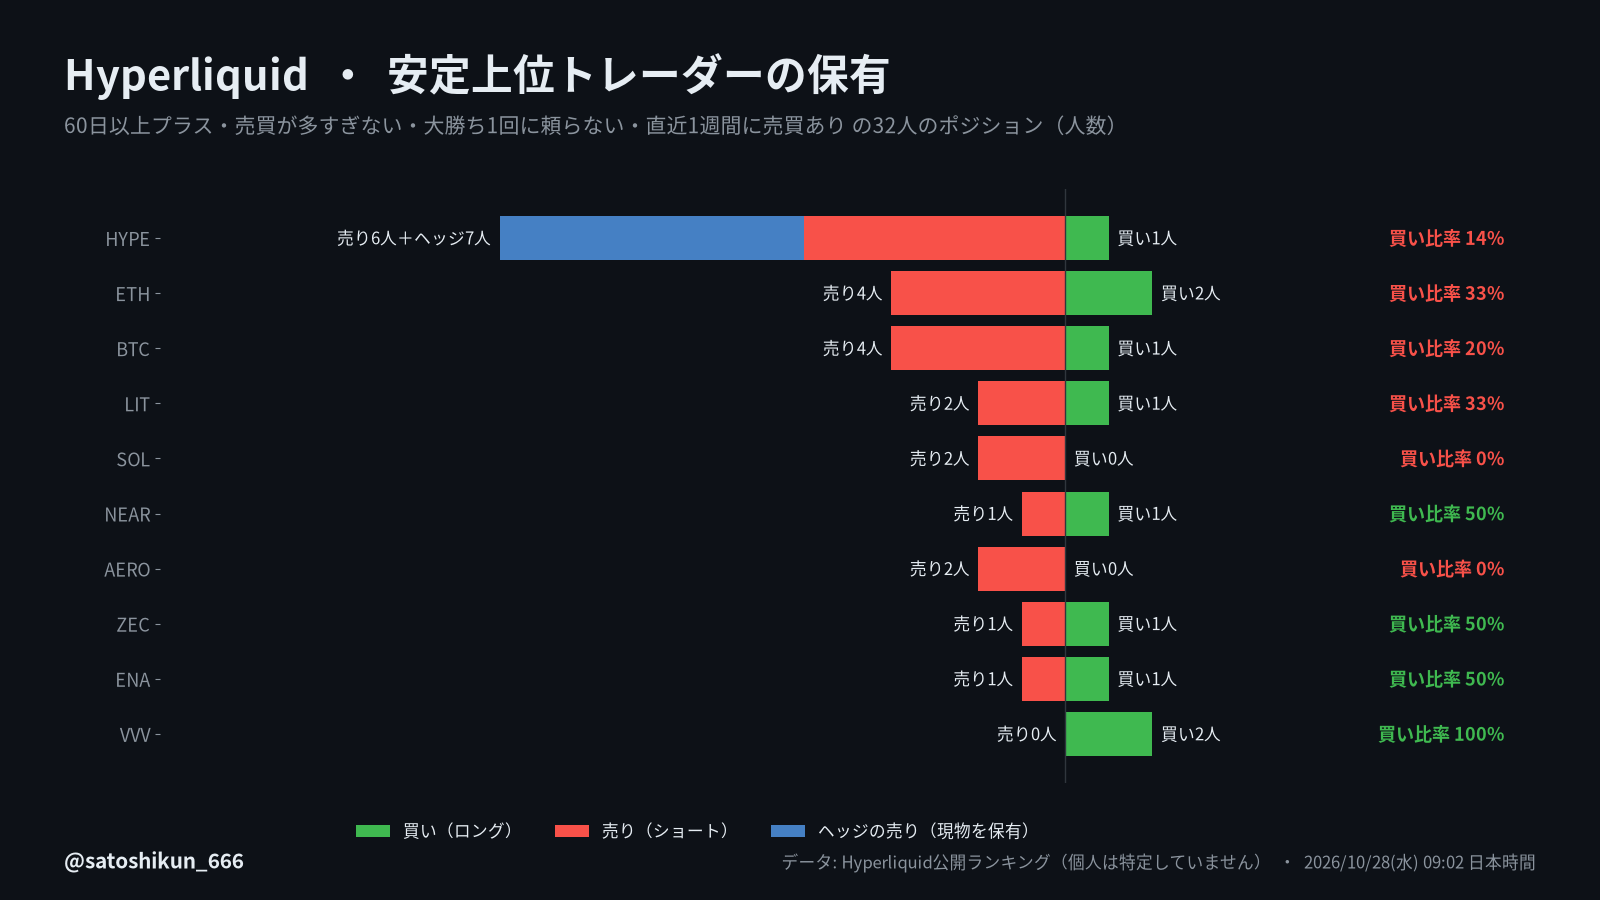 Hyperliquid ・ 安定上位トレーダーの保有
60日以上プラス・売買が多すぎない・大勝ち1回に頼らない・直近1週間に売買あり の32人のポジション（人数）
HYPE 売り6人＋ヘッジ7人 買い1人 買い比率 14%
ETH 売り4人 買い2人 買い比率 33%
BTC 売り4人 買い1人 買い比率 20%
LIT 売り2人 買い1人 買い比率 33%
SOL 売り2人 買い0人 買い比率 0%
NEAR 売り1人 買い1人 買い比率 50%
AERO 売り2人 買い0人 買い比率 0%
ZEC 売り1人 買い1人 買い比率 50%
ENA 売り1人 買い1人 買い比率 50%
VVV 売り0人 買い2人 買い比率 100%
買い（ロング） 売り（ショート） ヘッジの売り（現物を保有）
@satoshikun_666 データ: Hyperliquid公開ランキング（個人は特定していません） ・ 2026/10/28(水) 09:02 日本時間